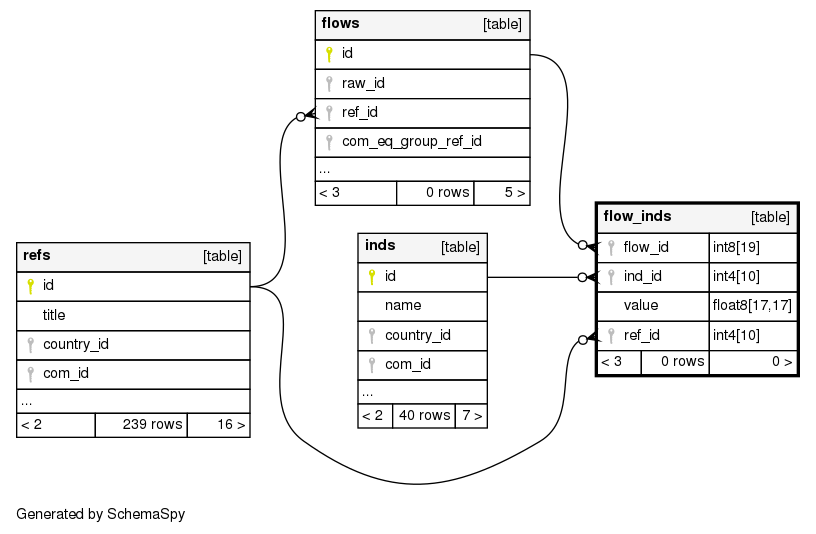 flows [table]
id
raw_id
ref_id
com_eq_group_ref_id
...
< 3 0 rows 5 >
flow_inds [table]
flow_id int8[19]
ind_id int4[10]
value float8[17,17]
ref_id int4[10]
< 3 0 rows 0 >
inds [table]
id
name
country_id
com_id
...
< 2 40 rows 7 >
refs [table]
id
title
country_id
com_id
...
< 2 239 rows 16 >
Generated by SchemaSpy